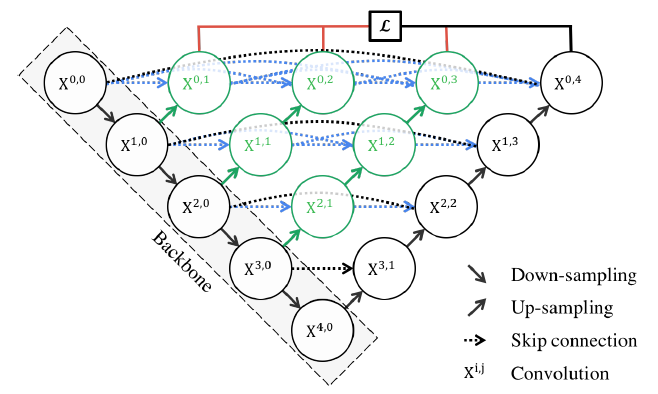 ℒ
X⁰,⁰
X⁰,¹
X⁰,²
X⁰,³
X⁰,⁴
X¹,⁰
X¹,¹
X¹,²
X¹,³
X²,⁰
X²,¹
X²,²
X³,⁰
X³,¹
X⁴,⁰
Backbone
Down-sampling
Up-sampling
Skip connection
Xⁱ,ʲ Convolution